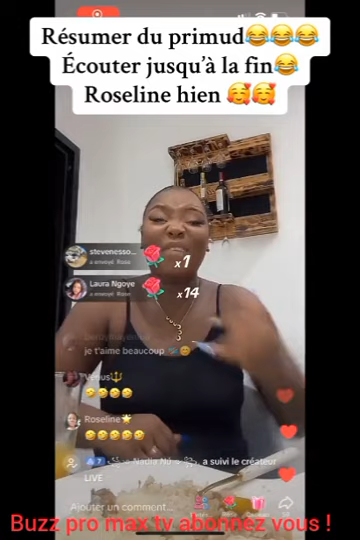 Résumer du primud😂😂😂
Écouter jusqu’à la fin😂
Roseline hien 🥰🥰
stevenesso...
a envoyé Rose
x1
Laura Ngoye
a envoyé Rose
x14
je t'aime beaucoup
Vénus🔱
🤣🤣🤣🤣
Roseline🌟
🤣🤣🤣🤣🤣
a suivi le créateur
LIVE
Ajouter un comment...
Buzz pro max tv abonnez vous !